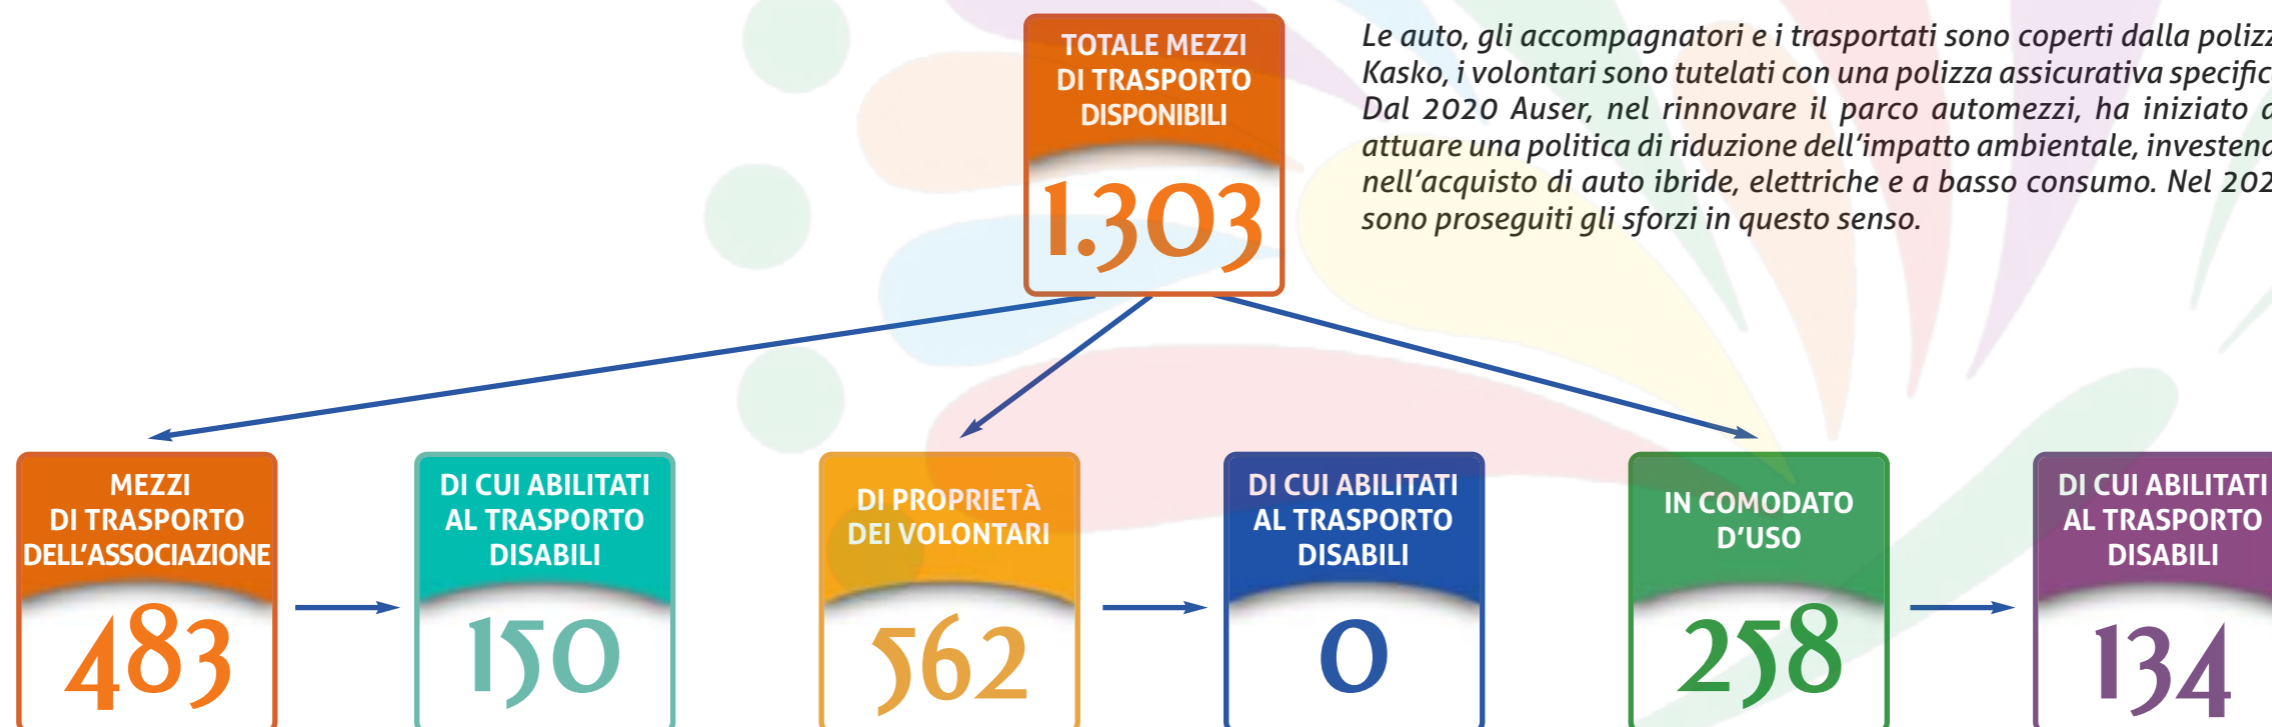 TOTALE MEZZI
DI TRASPORTO
DISPONIBILI
1.303
Le auto, gli accompagnatori e i trasportati sono coperti dalla
Kasko, i volontari sono tutelati con una polizza assicurativa
Dal 2020 Auser, nel rinnovare il parco automezzi, ha iniziato
attuare una politica di riduzione dell'impatto ambientale,
nell'acquisto di auto ibride, elettriche e a basso consumo. Nel
sono proseguiti gli sforzi in questo senso.
MEZZI
DI TRASPORTO
DELL'ASSOCIAZIONE
483
DI CUI ABILITATI
AL TRASPORTO
DISABILI
150
DI PROPRIETÀ
DEI VOLONTARI
562
DI CUI ABILITATI
AL TRASPORTO
DISABILI
0
IN COMODATO
D'USO
258
DI CUI ABILITATI
AL TRASPORTO
DISABILI
134